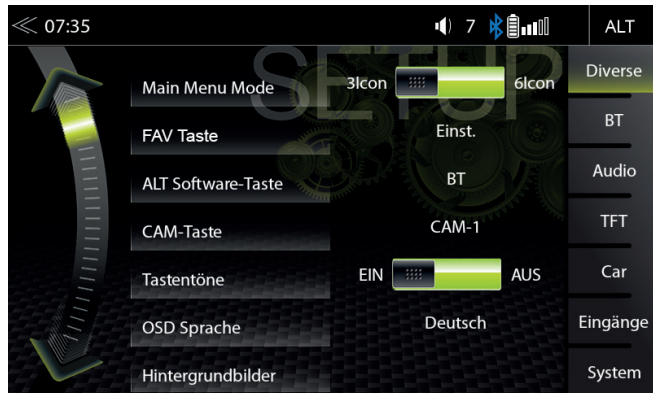 07:35 7 ALT
SETUP
Main Menu Mode 3Icon 6Icon
FAV Taste Einst.
ALT Software-Taste BT
CAM-Taste CAM-1
Tastentöne EIN AUS
OSD Sprache Deutsch
Hintergrundbilder
Diverse
BT
Audio
TFT
Car
Eingänge
System